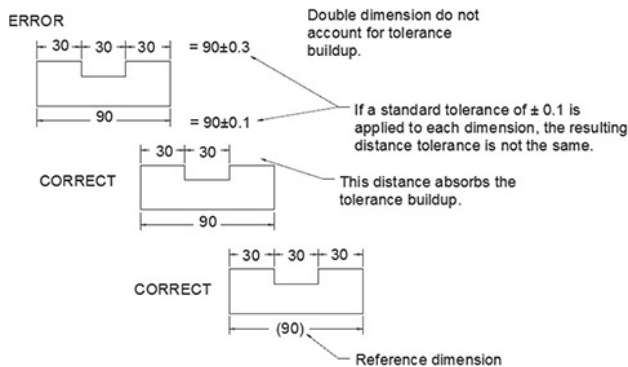 ERROR
30 30 30 = 90±0.3
90 = 90±0.1
Double dimension do not
account for tolerance
buildup.
If a standard tolerance of ± 0.1 is
applied to each dimension, the resulting
distance tolerance is not the same.
CORRECT
30 30
90
This distance absorbs the
tolerance buildup.
CORRECT
30 30 30
(90)
Reference dimension